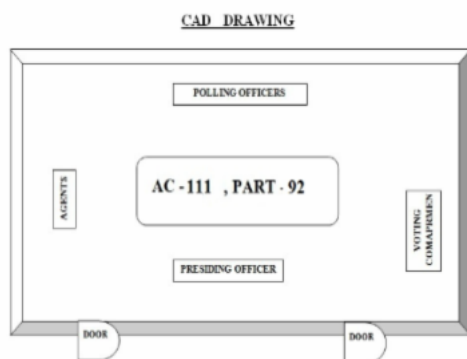 CAD DRAWING
POLLING OFFICERS
AGENTS
AC -111 , PART - 92
VOTING
COMAPRMEN
PRESIDING OFFICER
DOOR
DOOR